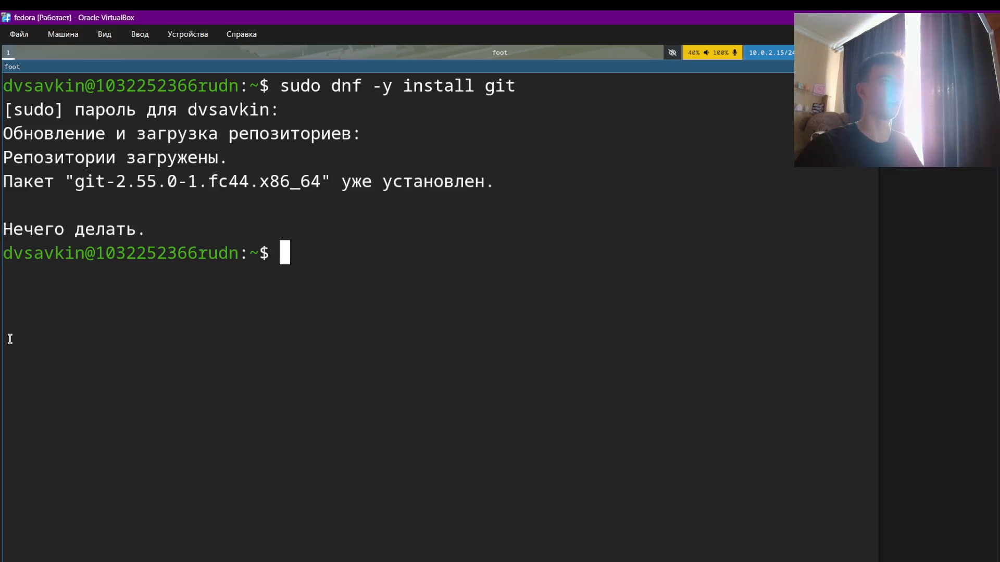 fedora [Работает] - Oracle VirtualBox
Файл Машина Вид Ввод Устройства Справка
1 foot 40% 100% 10.0.2.15/24
foot
dvsavkin@1032252366rudn:~$ sudo dnf -y install git
[sudo] пароль для dvsavkin:
Обновление и загрузка репозиториев:
Репозитории загружены.
Пакет "git-2.55.0-1.fc44.x86_64" уже установлен.
Нечего делать.
dvsavkin@1032252366rudn:~$